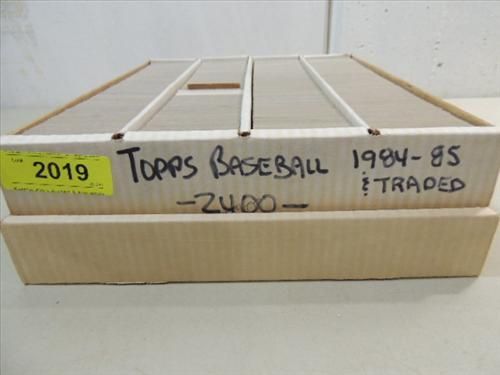 2019
TOPPS BASEBALL 1984-85
& TRADED
-2400-